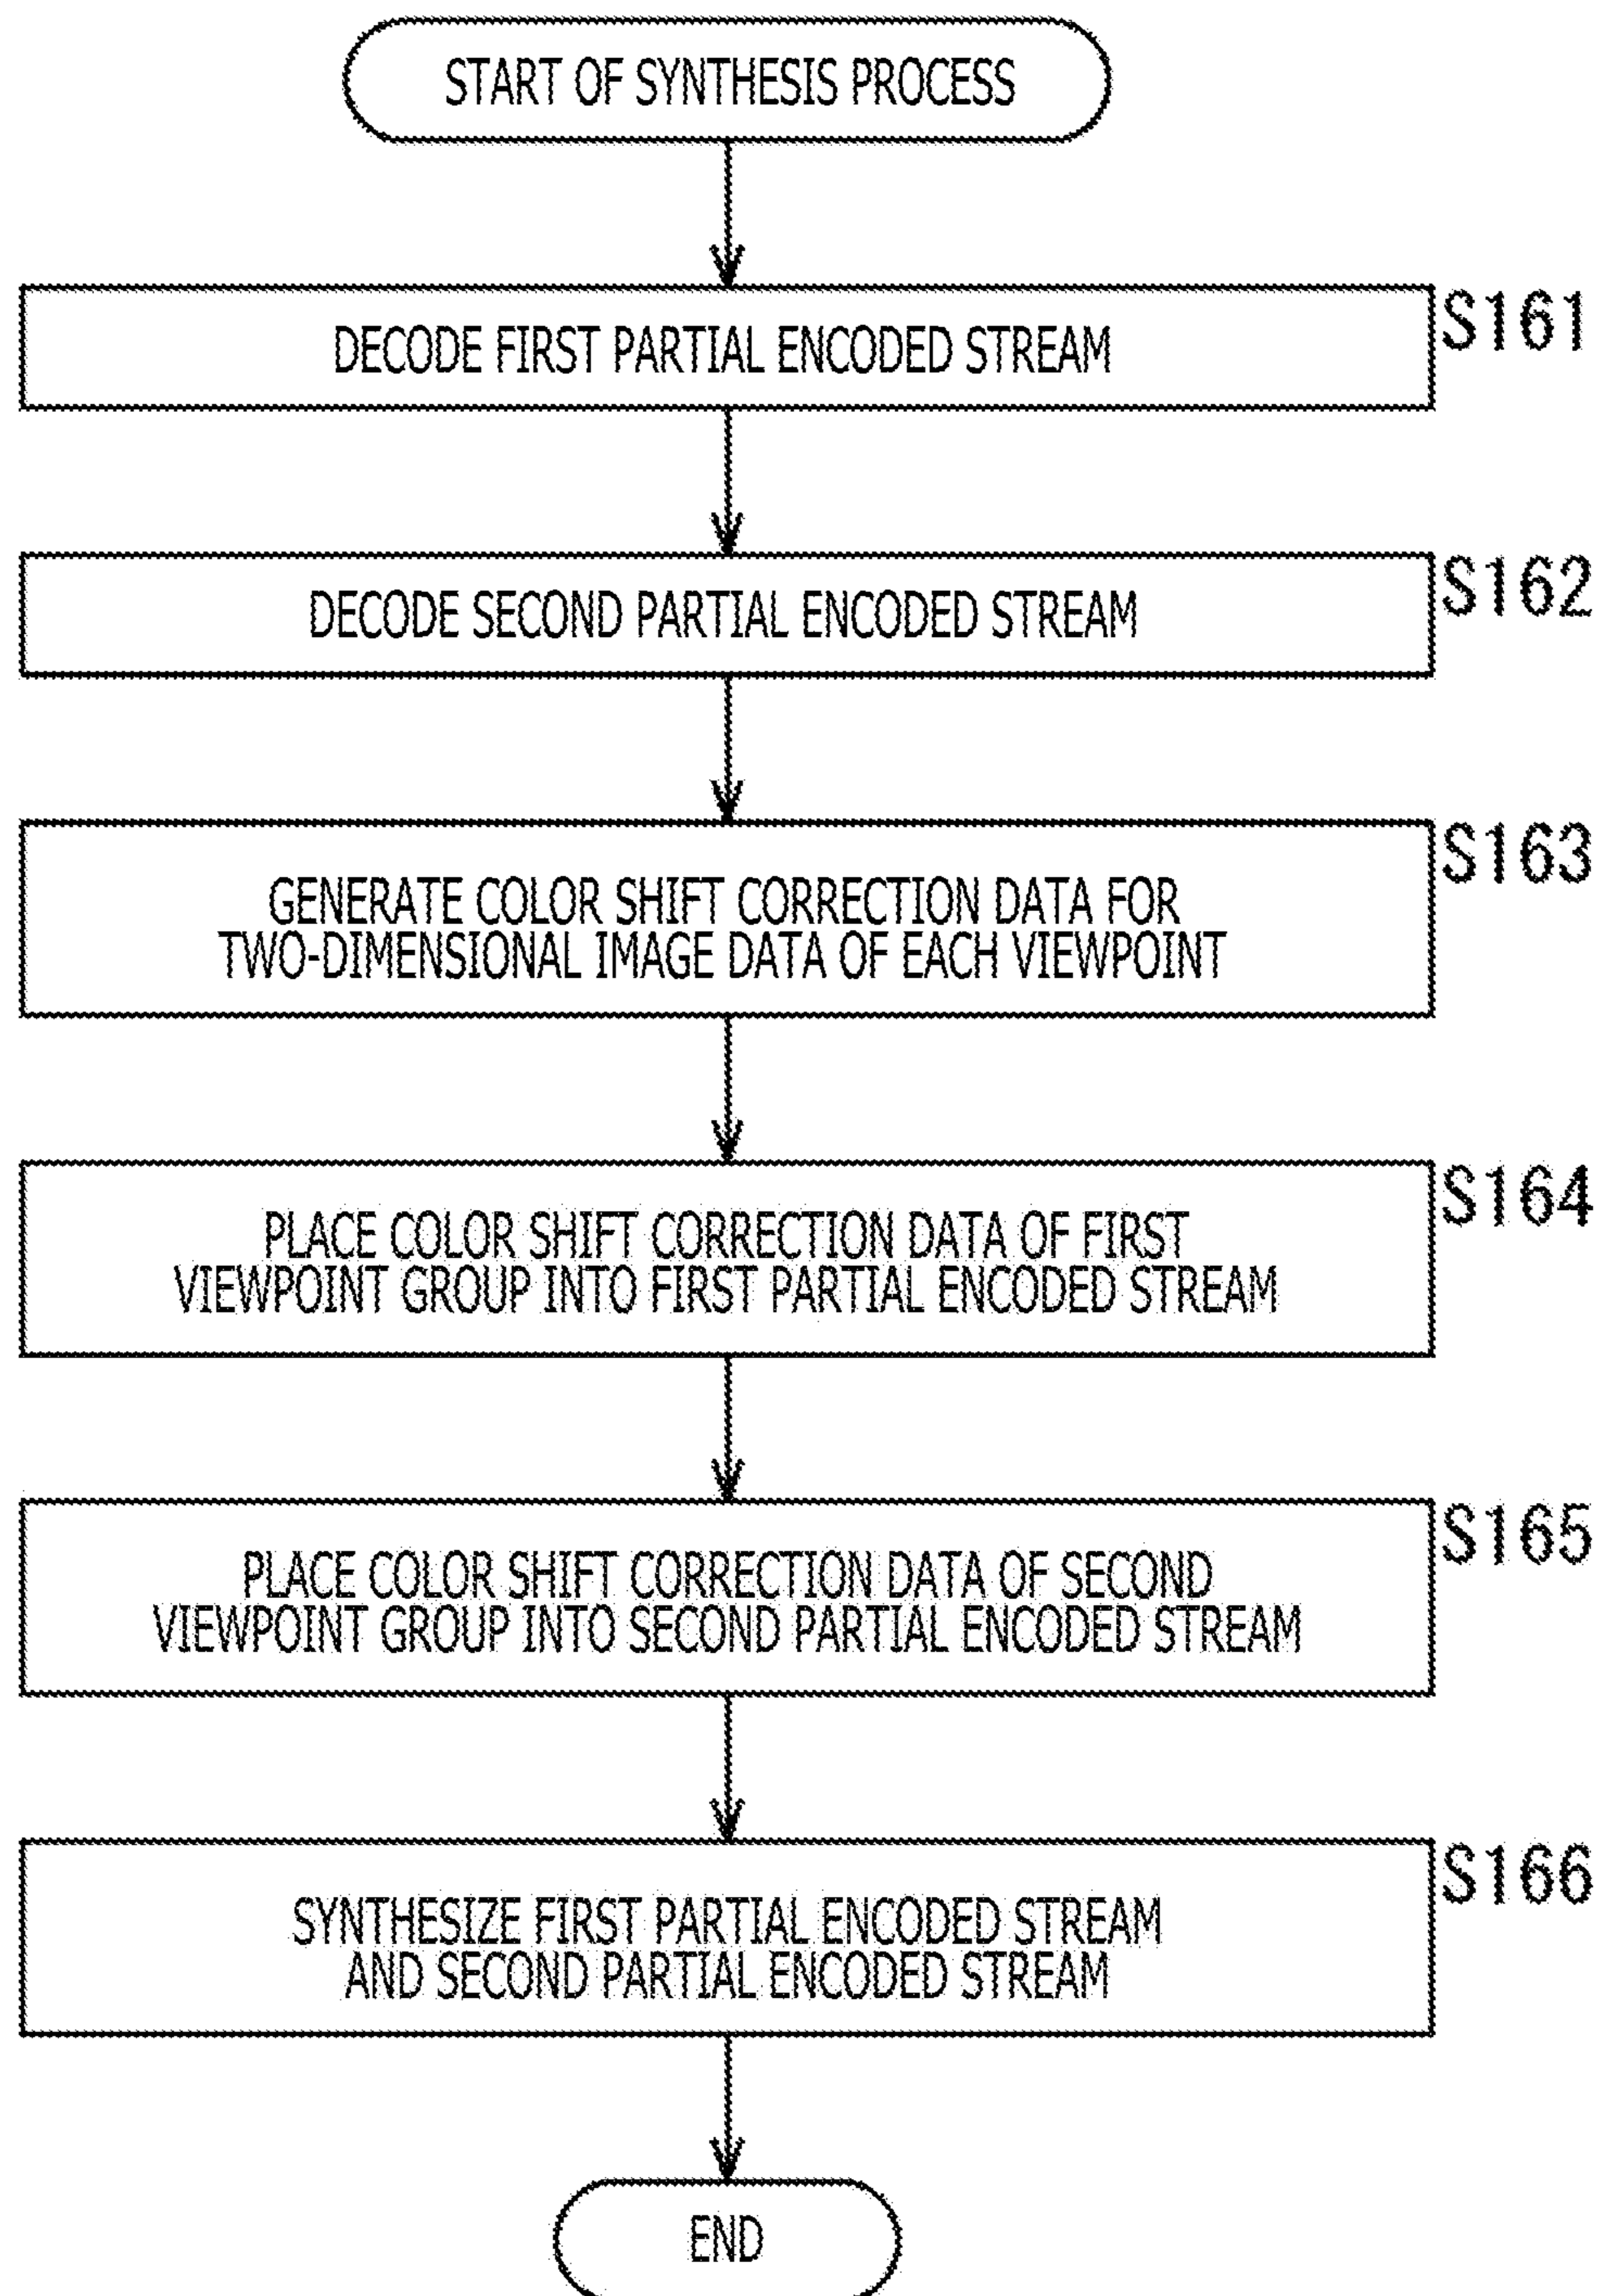 START OF SYNTHESIS PROCESS
S161
DECODE FIRST PARTIAL ENCODED STREAM
S162
DECODE SECOND PARTIAL ENCODED STREAM
S163
GENERATE COLOR SHIFT CORRECTION DATA FOR
TWO-DIMENSIONAL IMAGE DATA OF EACH VIEWPOINT
S164
PLACE COLOR SHIFT CORRECTION DATA OF FIRST
VIEWPOINT GROUP INTO FIRST PARTIAL ENCODED STREAM
S165
PLACE COLOR SHIFT CORRECTION DATA OF SECOND
VIEWPOINT GROUP INTO SECOND PARTIAL ENCODED STREAM
S166
SYNTHESIZE FIRST PARTIAL ENCODED STREAM
AND SECOND PARTIAL ENCODED STREAM
END